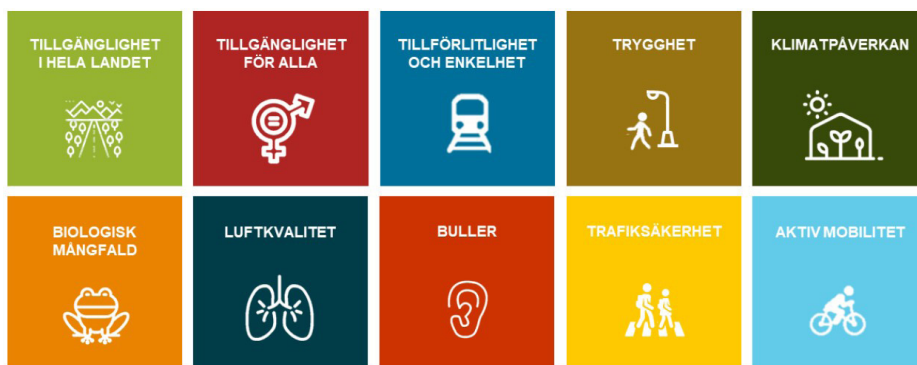 TILLGÄNGLIGHET
I HELA LANDET
TILLGÄNGLIGHET
FÖR ALLA
TILLFÖRLITLIGHET
OCH ENKELHET
TRYGGHET
KLIMATPÅVERKAN
BIOLOGISK
MÅNGFALD
LUFTKVALITET
BULLER
TRAFIKSÄKERHET
AKTIV MOBILITET